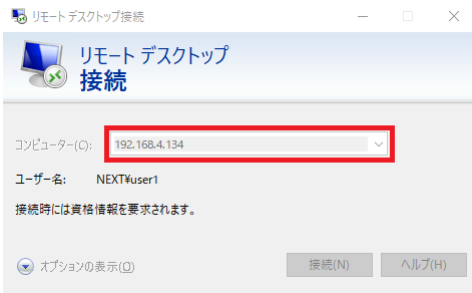 リモート デスクトップ接続
リモート デスクトップ
接続
コンピューター(C): 192.168.4.134
ユーザー名: NEXT¥user1
接続時には資格情報を要求されます。
オプションの表示(O) 接続(N) ヘルプ(H)